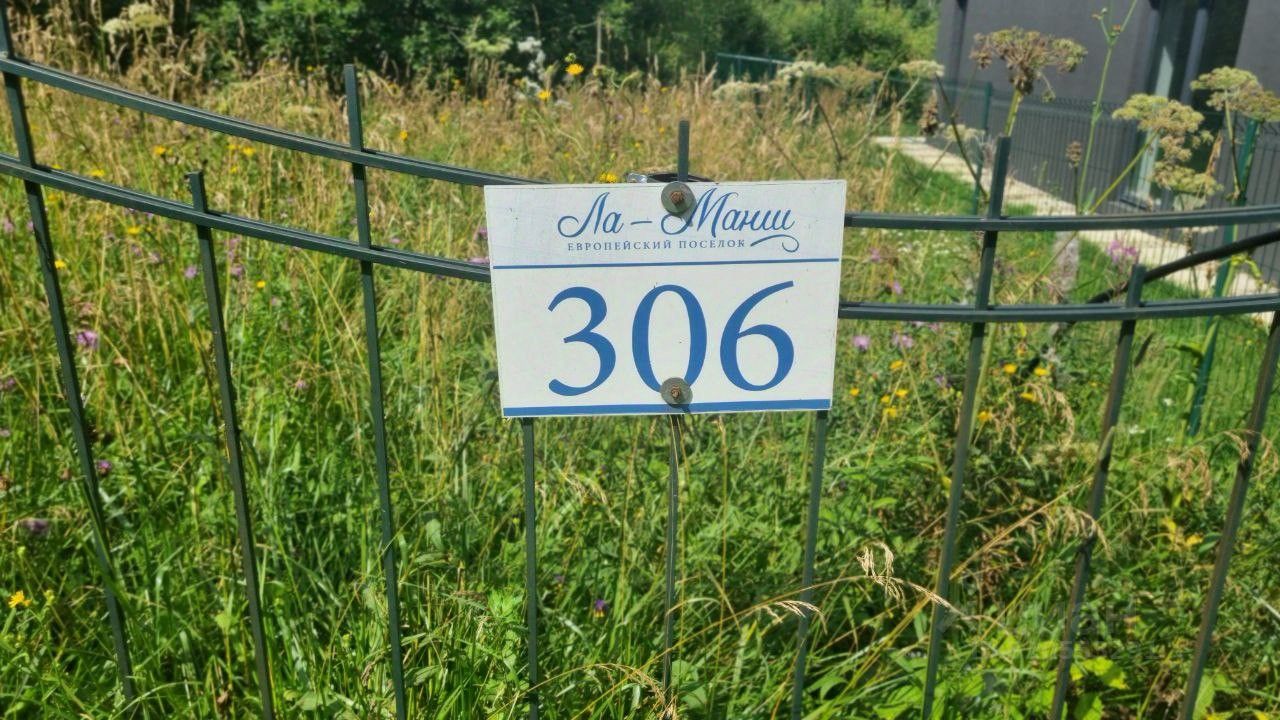 Ла – Манш
ЕВРОПЕЙСКИЙ ПОСЕЛОК
306